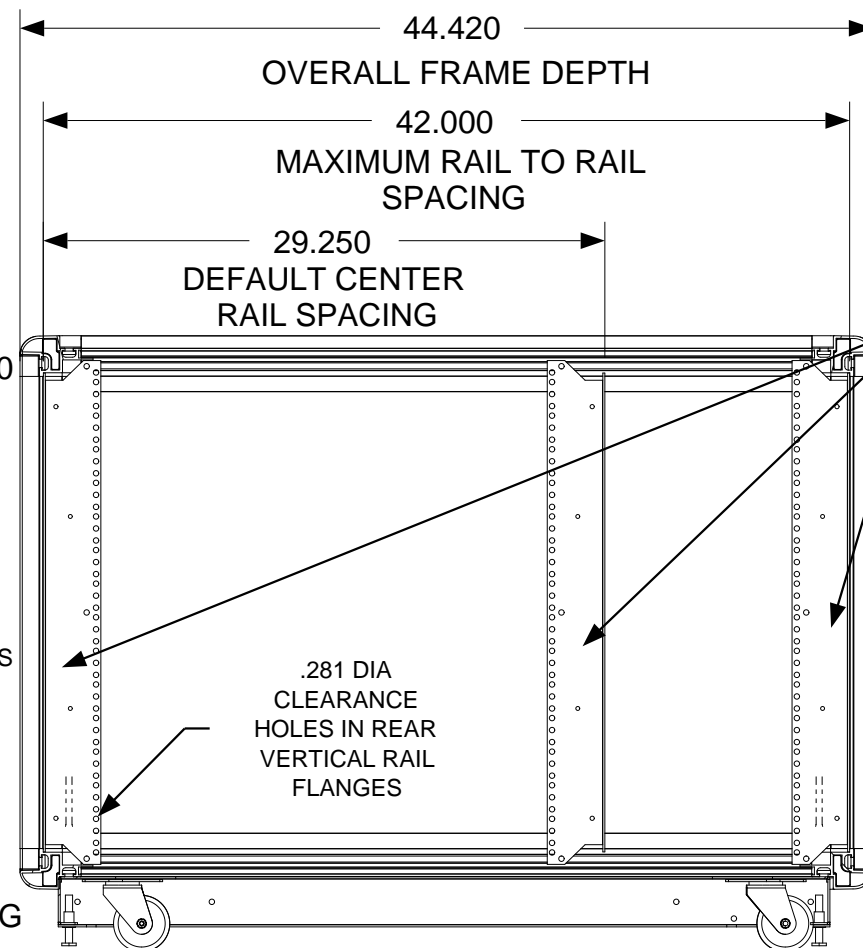 44.420
OVERALL FRAME DEPTH
42.000
MAXIMUM RAIL TO RAIL
SPACING
29.250
DEFAULT CENTER
RAIL SPACING
0
S
.281 DIA
CLEARANCE
HOLES IN REAR
VERTICAL RAIL
FLANGES
G